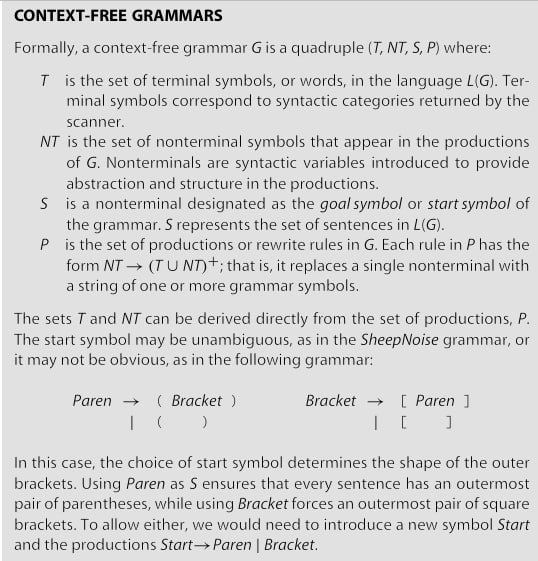 CONTEXT-FREE GRAMMARS
Formally, a context-free grammar G is a quadruple (T, NT, S, P) where:
T is the set of terminal symbols, or words, in the language L(G). Ter-
minal symbols correspond to syntactic categories returned by the
scanner.
NT is the set of nonterminal symbols that appear in the productions
of G. Nonterminals are syntactic variables introduced to provide
abstraction and structure in the productions.
S is a nonterminal designated as the goal symbol or start symbol of
the grammar. S represents the set of sentences in L(G).
P is the set of productions or rewrite rules in G. Each rule in P has the
form NT → (T ∪ NT)+; that is, it replaces a single nonterminal with
a string of one or more grammar symbols.
The sets T and NT can be derived directly from the set of productions, P.
The start symbol may be unambiguous, as in the SheepNoise grammar, or
it may not be obvious, as in the following grammar:
Paren → ( Bracket ) Bracket → [ Paren ]
| ( ) | [ ]
In this case, the choice of start symbol determines the shape of the outer
brackets. Using Paren as S ensures that every sentence has an outermost
pair of parentheses, while using Bracket forces an outermost pair of square
brackets. To allow either, we would need to introduce a new symbol Start
and the productions Start→Paren | Bracket.